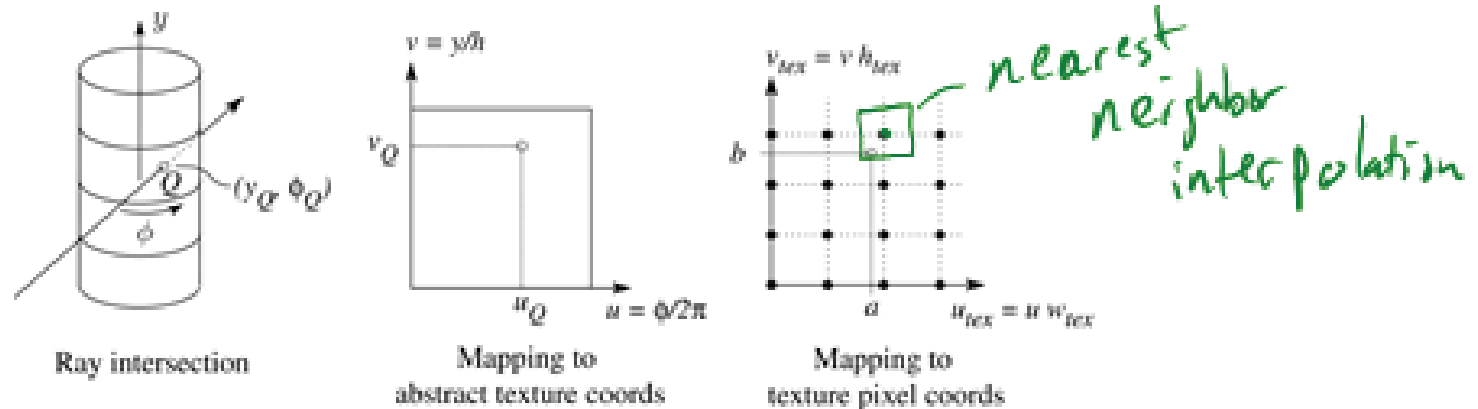 y
Q
(y_Q, ϕ_Q)
ϕ
Ray intersection
v = y/h
v_Q
u_Q
u = ϕ/2π
Mapping to
abstract texture coords
v_tex = v h_tex
b
a
u_tex = u w_tex
Mapping to
texture pixel coords
nearest
neighbor
interpolation